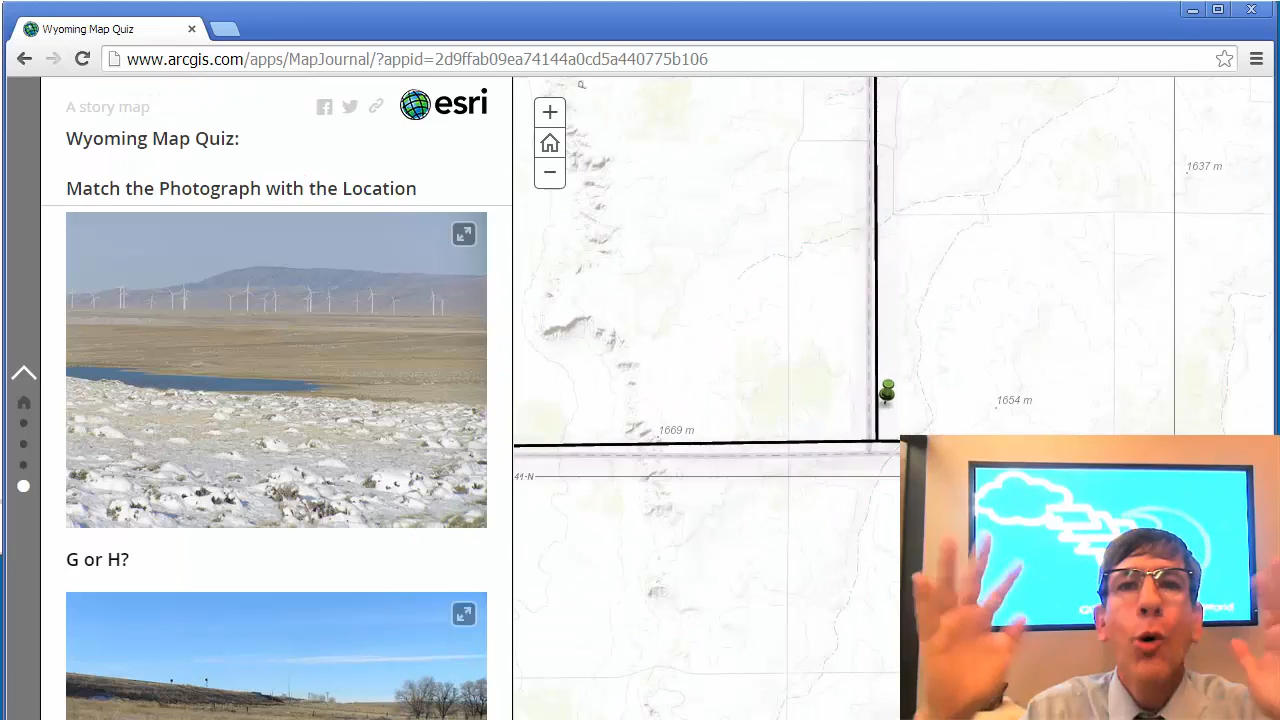 Wyoming Map Quiz
www.arcgis.com/apps/MapJournal/?appid=2d9ffab09ea74144a0cd5a440775b106
A story map
esri
Wyoming Map Quiz:
Match the Photograph with the Location
G or H?
1637 m
1654 m
1669 m
41°N